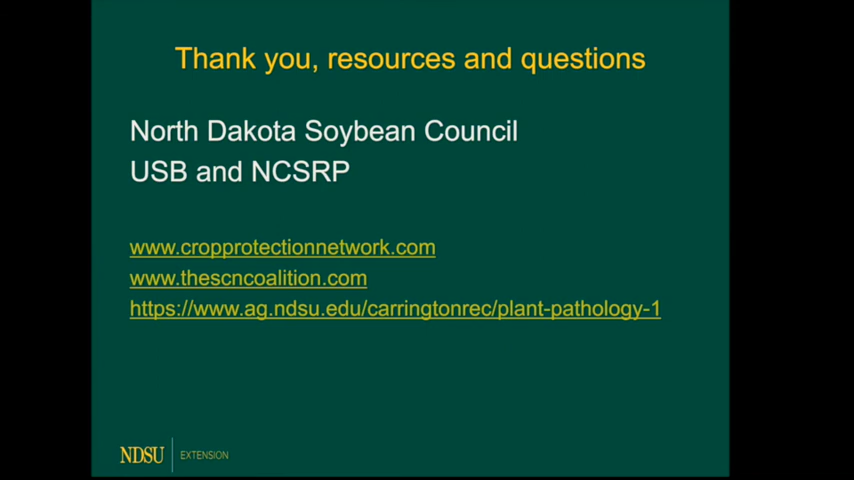 Thank you, resources and questions
North Dakota Soybean Council
USB and NCSRP
www.cropprotectionnetwork.com
www.thescncoalition.com
https://www.ag.ndsu.edu/carringtonrec/plant-pathology-1
NDSU EXTENSION